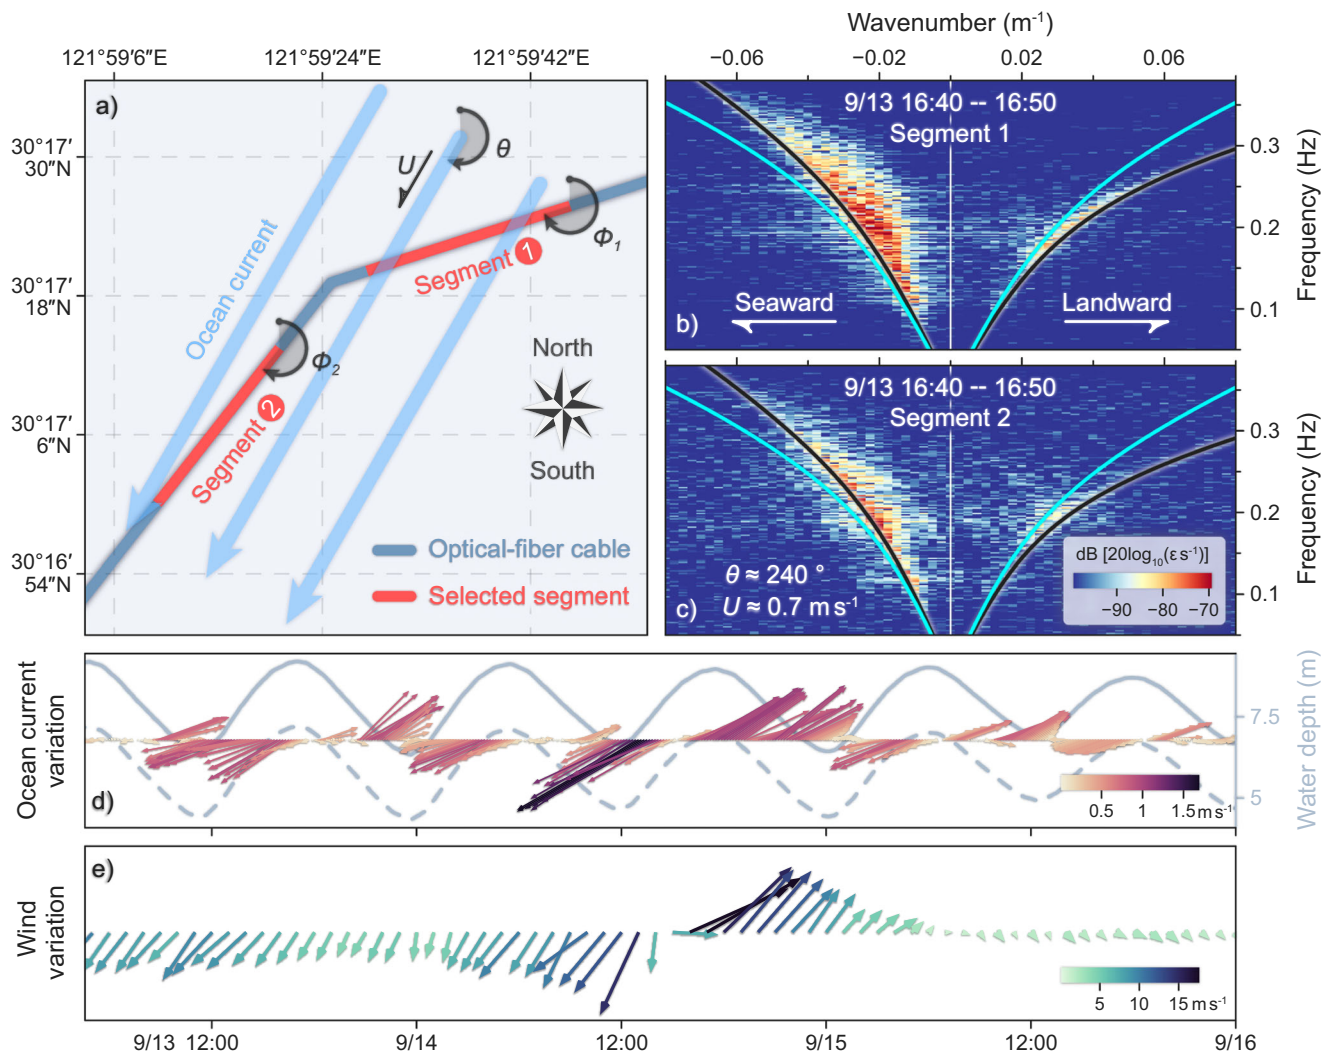 Wavenumber (m⁻¹)
121°59′6″E 121°59′24″E 121°59′42″E
−0.06 −0.02 0.02 0.06
a)
30°17′
30″N
30°17′
18″N
30°17′
6″N
30°16′
54″N
θ
U
Φ₁
Φ₂
Ocean current
Segment 1
Segment 2
North
South
Optical-fiber cable
Selected segment
9/13 16:40 -- 16:50
Segment 1
Seaward
Landward
b)
0.3
0.2
0.1
Frequency (Hz)
9/13 16:40 -- 16:50
Segment 2
θ ≈ 240 °
U ≈ 0.7 m s⁻¹
c)
dB [20log₁₀(ε s⁻¹)]
−90 −80 −70
0.3
0.2
0.1
Frequency (Hz)
Ocean current
variation
d)
0.5 1 1.5 m s⁻¹
7.5
5
Water depth (m)
Wind
variation
e)
5 10 15 m s⁻¹
9/13 12:00 9/14 12:00 9/15 12:00 9/16